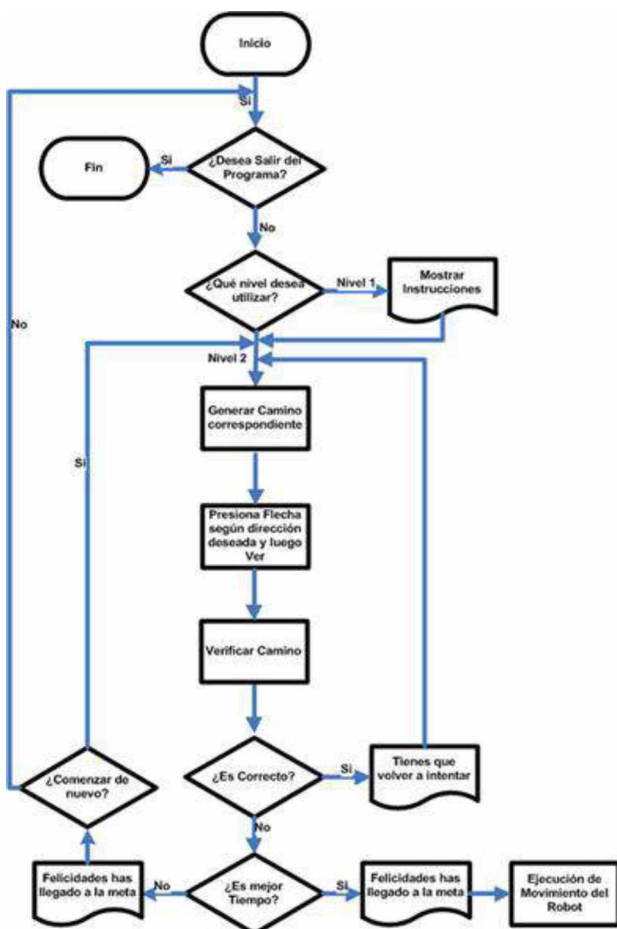 Inicio
Si
¿Desea Salir del
Programa?
Si
Fin
No
¿Qué nivel desea
utilizar?
Nivel 1
Mostrar
Instrucciones
No
Nivel 2
Generar Camino
correspondiente
Si
Presiona Flecha
según dirección
deseada y luego
Ver
Verificar Camino
¿Comenzar de
nuevo?
¿Es Correcto?
Si
Tienes que
volver a intentar
No
Felicidades has
llegado a la meta
No
¿Es mejor
Tiempo?
Si
Felicidades has
llegado a la meta
Ejecución de
Movimiento del
Robot